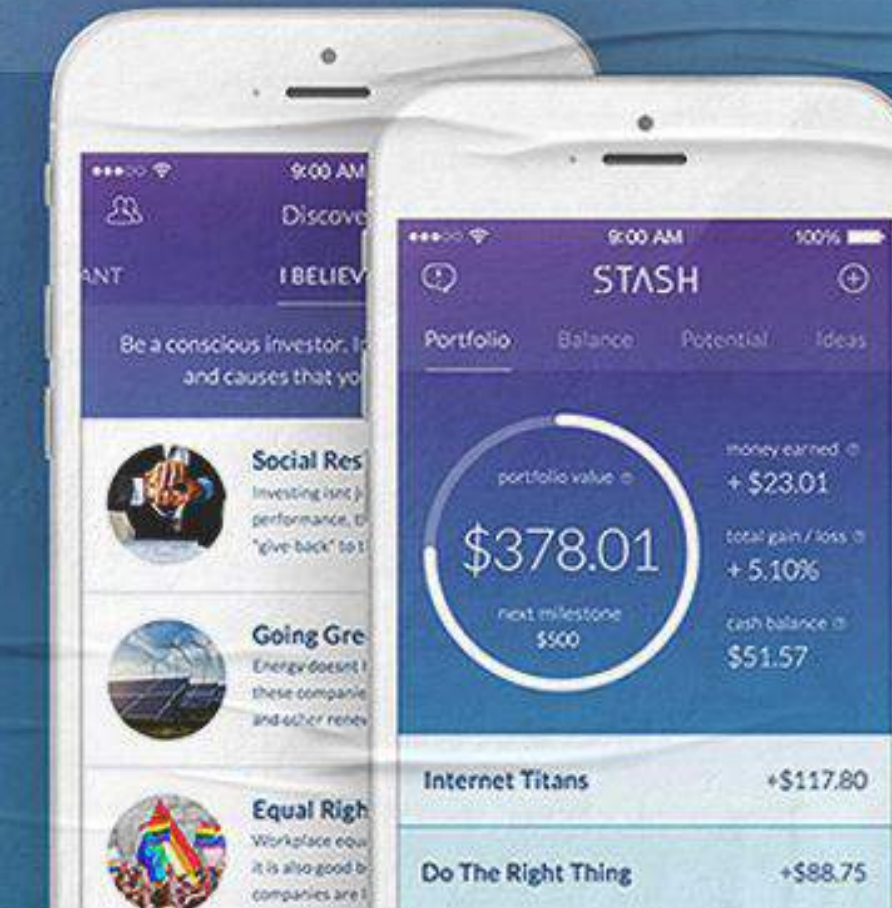 9:00 AM
Discove
ANT
I BELIEV
Be a conscious investor. I
and causes that yo
Social Res
Investing isnt j
performance, t
"give back" to t
Going Gre
Energy doesnt
these companie
and other renew
Equal Righ
Workplace equ
it is also good b
companies are
9:00 AM
100%
STASH
Portfolio
Balance
Potential
Ideas
portfolio value
$378.01
next milestone
$500
money earned
+ $23.01
total gain / loss
+ 5.10%
cash balance
$51.57
Internet Titans
+$117.80
Do The Right Thing
+$88.75